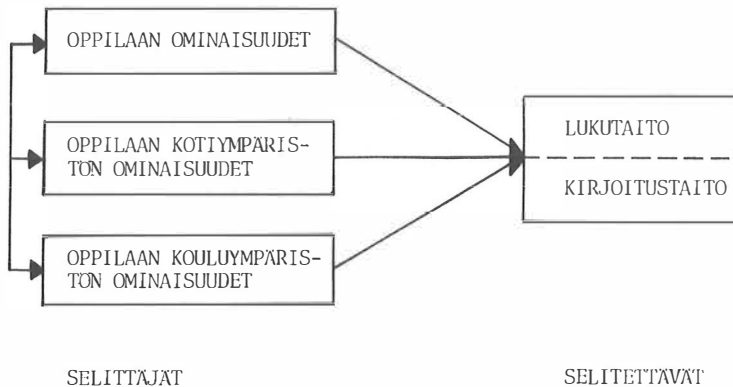 OPPILAAN OMINAISUUDET
OPPILAAN KOTIYMPÄRIS-
TÖN OMINAISUUDET
OPPILAAN KOULUYMPÄRIS-
TÖN OMINAISUUDET
LUKUTAITO
KIRJOITUSTAITO
SELITTÄJÄT
SELITETTÄVÄT